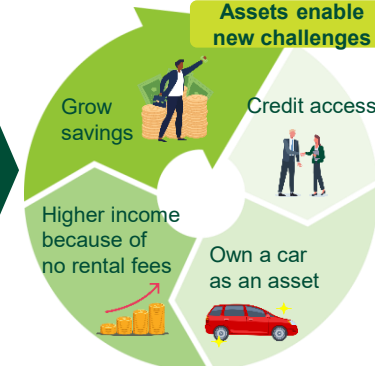 Assets enable
new challenges
Grow
savings
Credit access
Higher income
because of
no rental fees
Own a car
as an asset